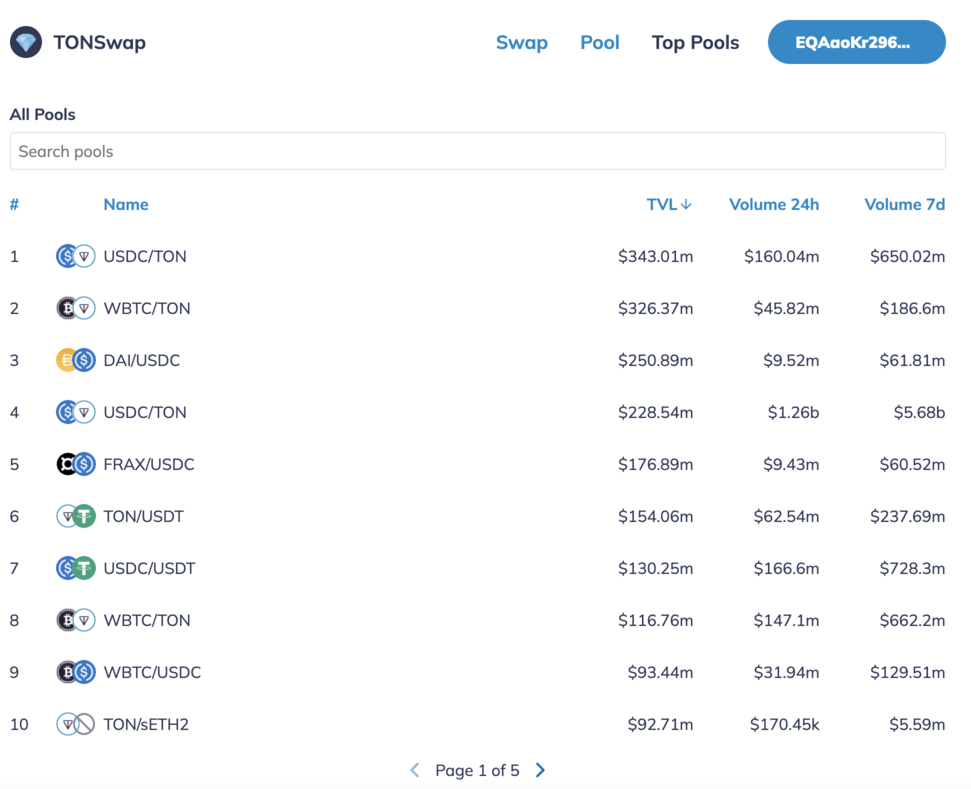 TONSwap Swap Pool Top Pools EQAaoKr296...
All Pools
Search pools
# Name TVL↓ Volume 24h Volume 7d
1 USDC/TON $343.01m $160.04m $650.02m
2 WBTC/TON $326.37m $45.82m $186.6m
3 DAI/USDC $250.89m $9.52m $61.81m
4 USDC/TON $228.54m $1.26b $5.68b
5 FRAX/USDC $176.89m $9.43m $60.52m
6 TON/USDT $154.06m $62.54m $237.69m
7 USDC/USDT $130.25m $166.6m $728.3m
8 WBTC/TON $116.76m $147.1m $662.2m
9 WBTC/USDC $93.44m $31.94m $129.51m
10 TON/sETH2 $92.71m $170.45k $5.59m
Page 1 of 5